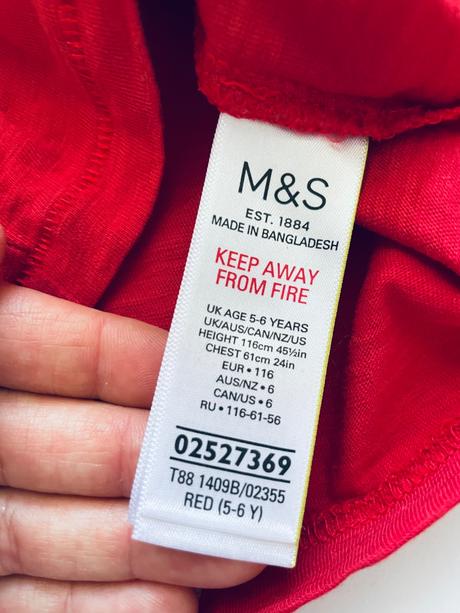 M&S
EST. 1884
MADE IN BANGLADESH
KEEP AWAY
FROM FIRE
UK AGE 5-6 YEARS
UK/AUS/CAN/NZ/US
HEIGHT 116cm 45½in
CHEST 61cm 24in
EUR • 116
AUS/NZ • 6
CAN/US • 6
RU • 116-61-56
02527369
T88 1409B/02355
RED (5-6 Y)